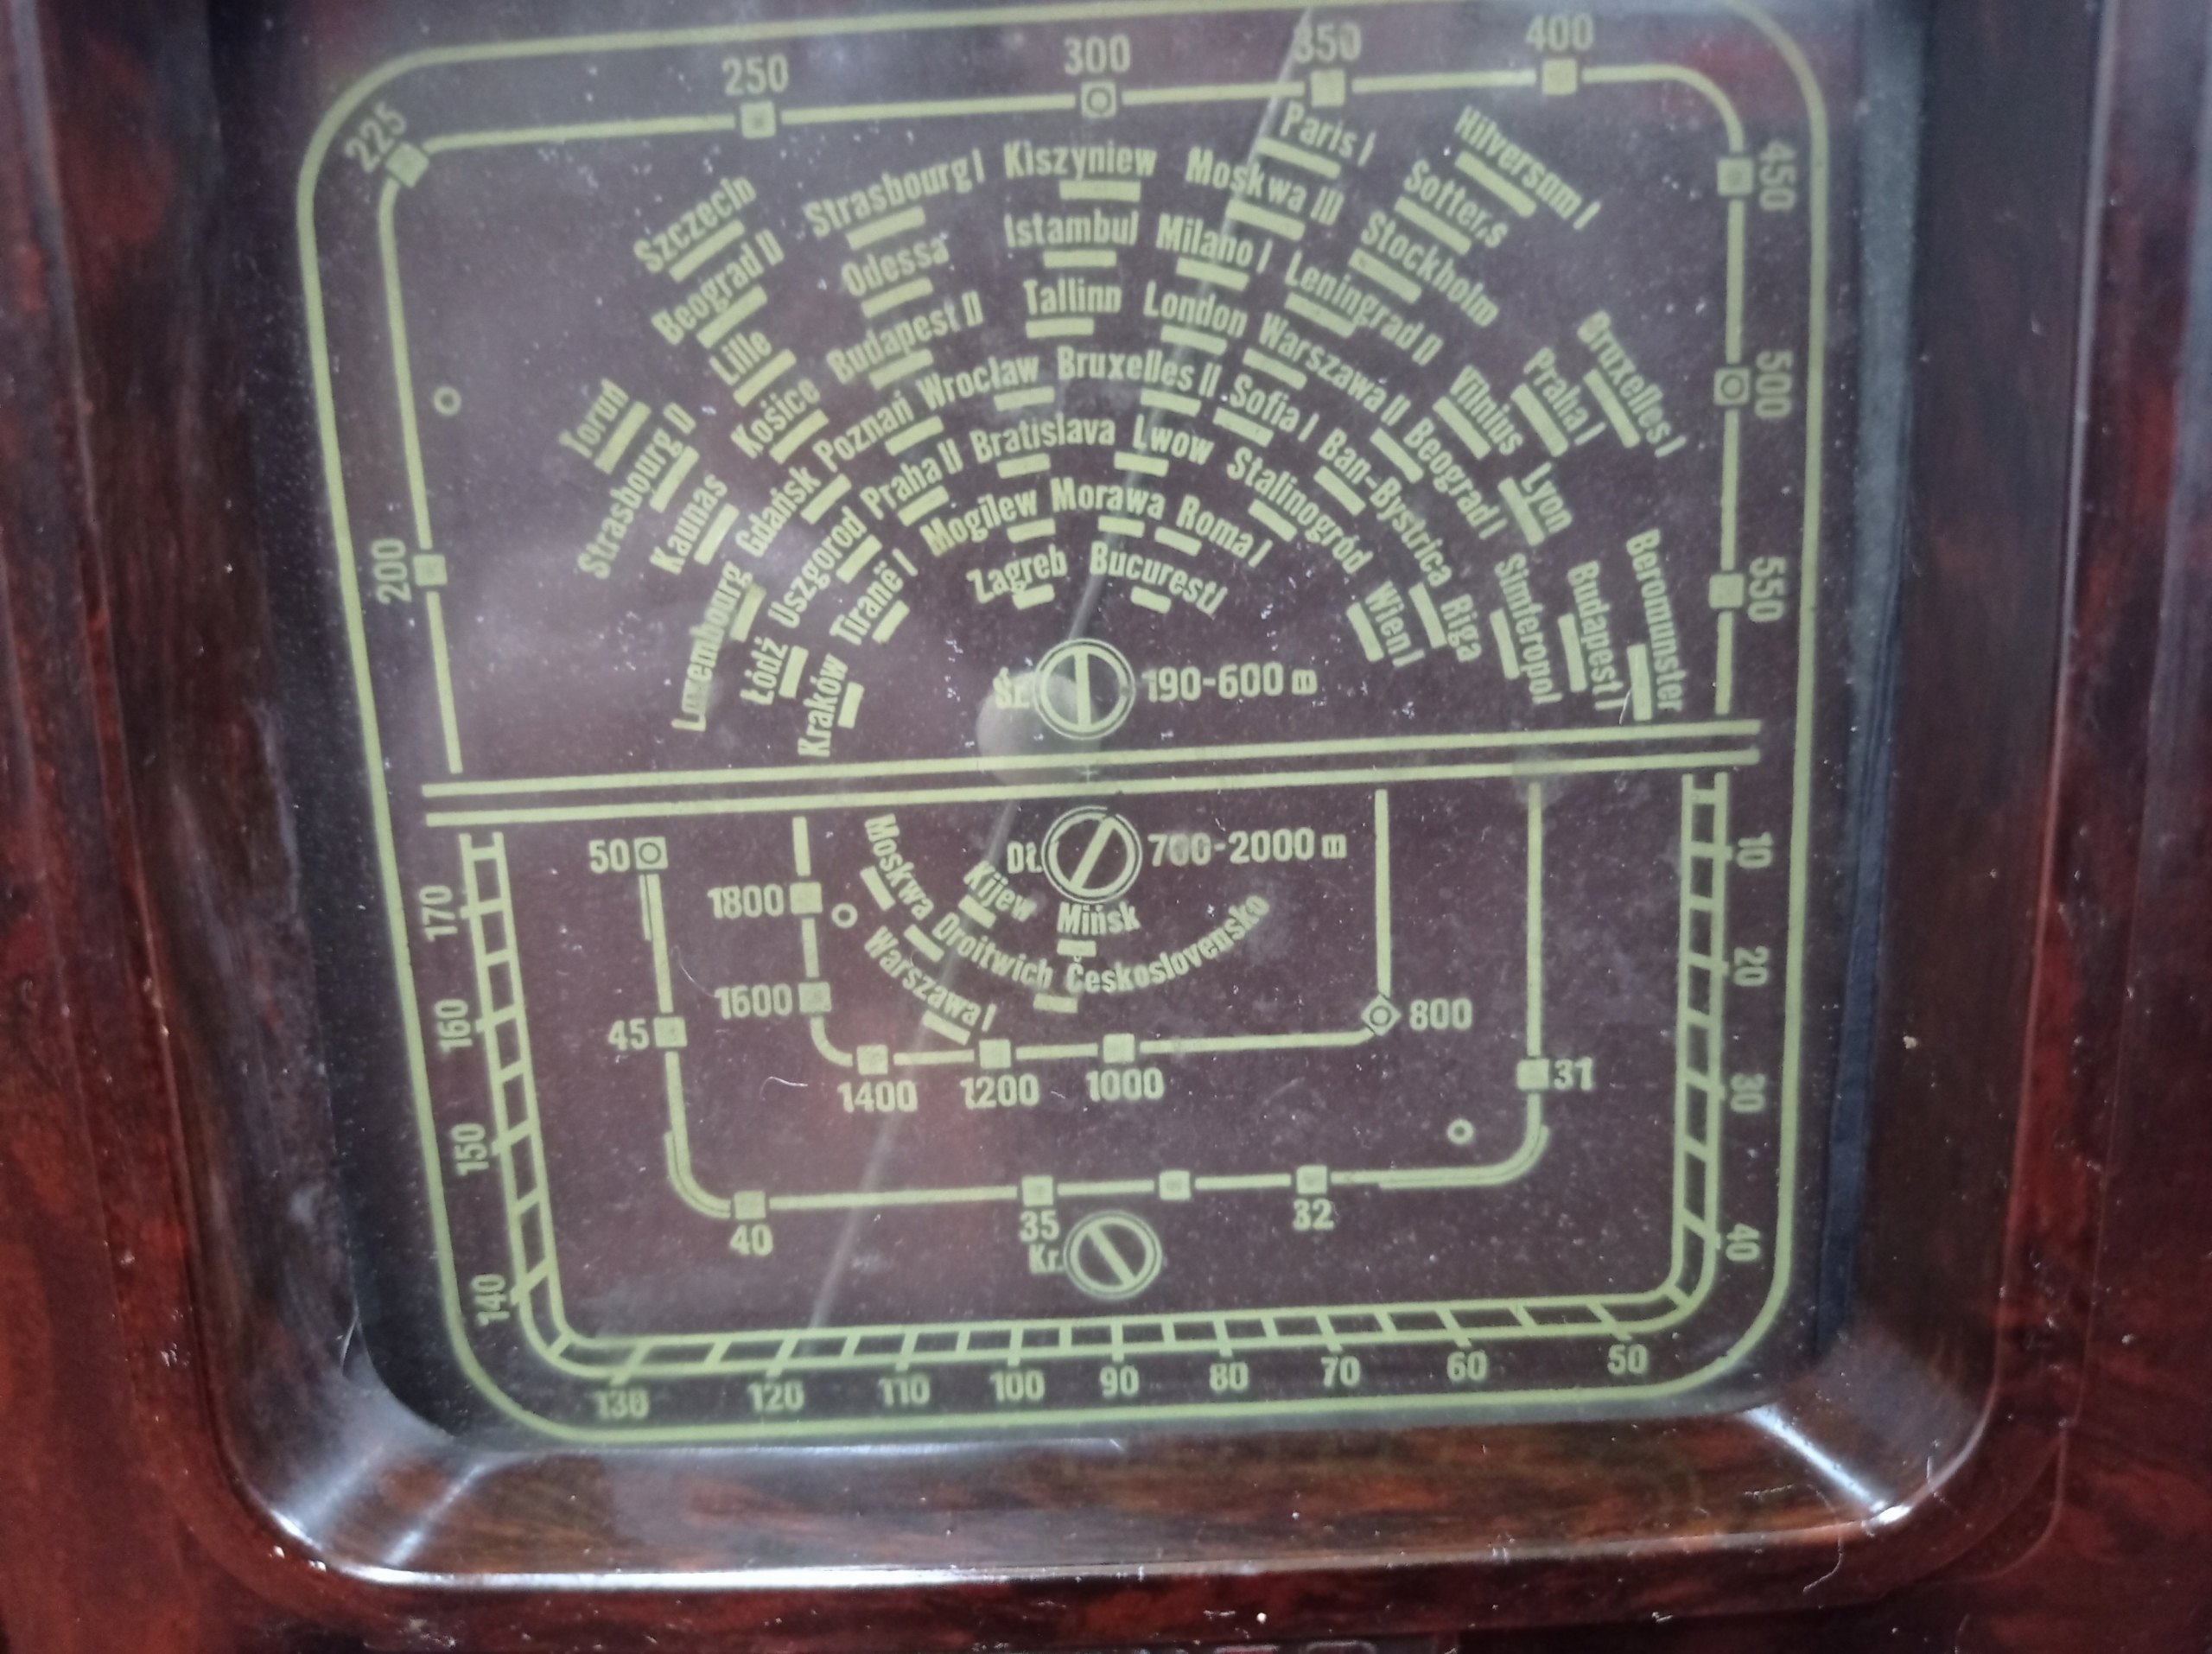 225 250 300 350 400 450
Szczecin Strasbourg I Kiszyniew Moskwa III Paris I Hilversum I
Beograd II Odessa Istambul Milano I Stockholm Sottens
Lille Budapest II Tallinn London Leningrad II
Toruń Strasbourg II Košice Poznań Wrocław Bruxelles II Sofia I Warszawa II Vilnius Praha I Bruxelles I
500
Kaunas Gdańsk Praha II Bratislava Lwow Stalinogród Ban-Bystrica Beograd I Lyon
200
Luxembourg Uszgorod Mogilew Morawa Roma I
550
Łódź Tiranë I Zagreb Bucuresti
Kraków
Wien I Riga Simferopol Budapest I Beromunster
Śr. 190-600 m
Dł. 700-2000 m
50
1800
1600
45
1400 1200 1000
800
31
Moskwa Kijew Mińsk
Droitwich Československo
Warszawa I
40 35 32
Kr.
170
160
150
140
130 120 110 100 90 80 70 60 50
10
20
30
40